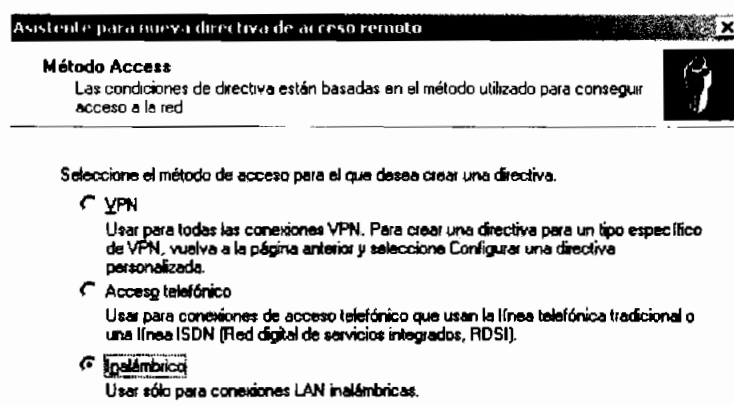 Asistente para nueva directiva de acceso remoto
Método Access
Las condiciones de directiva están basadas en el método utilizado para conseguir
acceso a la red
Seleccione el método de acceso para el que desea crear una directiva.
VPN
Usar para todas las conexiones VPN. Para crear una directiva para un tipo específico
de VPN, vuelva a la página anterior y seleccione Configurar una directiva
personalizada.
Acceso telefónico
Usar para conexiones de acceso telefónico que usan la línea telefónica tradicional o
una línea ISDN (Red digital de servicios integrados, RDSI).
Inalámbrico
Usar sólo para conexiones LAN inalámbricas.